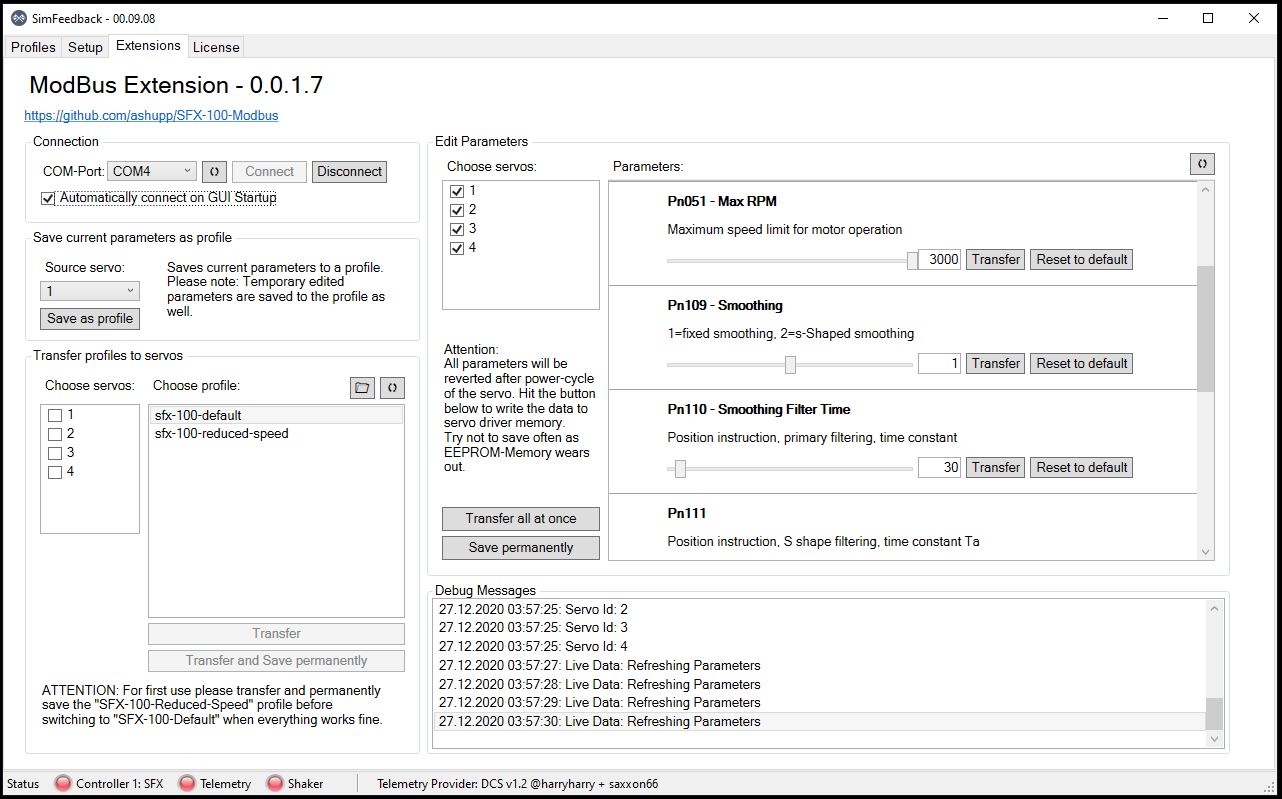 SimFeedback - 00.09.08
Profiles Setup Extensions License
ModBus Extension - 0.0.1.7
https://github.com/ashupp/SFX-100-Modbus
Connection
COM-Port: COM4 Connect Disconnect
Automatically connect on GUI Startup
Save current parameters as profile
Source servo:
1
Save as profile
Saves current parameters to a profile.
Please note: Temporary edited
parameters are saved to the profile as
well.
Transfer profiles to servos
Choose servos:
1
2
3
4
Choose profile:
sfx-100-default
sfx-100-reduced-speed
Transfer
Transfer and Save permanently
ATTENTION: For first use please transfer and permanently
save the "SFX-100-Reduced-Speed" profile before
switching to "SFX-100-Default" when everything works fine.
Edit Parameters
Choose servos:
1
2
3
4
Attention:
All parameters will be
reverted after power-cycle
of the servo. Hit the button
below to write the data to
servo driver memory.
Try not to save often as
EEPROM-Memory wears
out.
Transfer all at once
Save permanently
Parameters:
Pn051 - Max RPM
Maximum speed limit for motor operation
3000 Transfer Reset to default
Pn109 - Smoothing
1=fixed smoothing, 2=s-Shaped smoothing
1 Transfer Reset to default
Pn110 - Smoothing Filter Time
Position instruction, primary filtering, time constant
30 Transfer Reset to default
Pn111
Position instruction, S shape filtering, time constant Ta
Debug Messages
27.12.2020 03:57:25: Servo Id: 2
27.12.2020 03:57:25: Servo Id: 3
27.12.2020 03:57:25: Servo Id: 4
27.12.2020 03:57:27: Live Data: Refreshing Parameters
27.12.2020 03:57:28: Live Data: Refreshing Parameters
27.12.2020 03:57:29: Live Data: Refreshing Parameters
27.12.2020 03:57:30: Live Data: Refreshing Parameters
Status Controller 1: SFX Telemetry Shaker Telemetry Provider: DCS v1.2 @harryharry + saxxon66